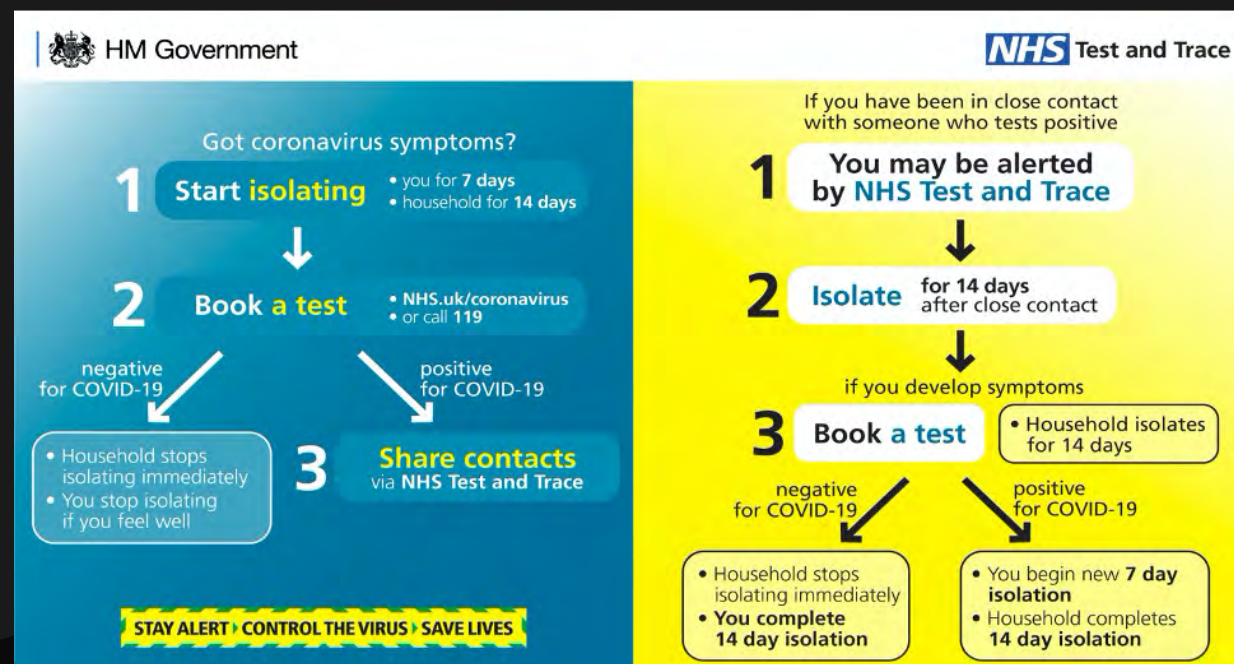 HM Government
NHS Test and Trace
Got coronavirus symptoms?
1
Start isolating
• you for 7 days
• household for 14 days
2
Book a test
• NHS.uk/coronavirus
• or call 119
negative
for COVID-19
positive
for COVID-19
• Household stops
isolating immediately
• You stop isolating
if you feel well
3
Share contacts
via NHS Test and Trace
STAY ALERT CONTROL THE VIRUS SAVE LIVES
If you have been in close contact
with someone who tests positive
1
You may be alerted
by NHS Test and Trace
2
Isolate
for 14 days
after close contact
if you develop symptoms
3
Book a test
• Household isolates
for 14 days
negative
for COVID-19
positive
for COVID-19
• Household stops
isolating immediately
• You complete
14 day isolation
• You begin new 7 day
isolation
• Household completes
14 day isolation